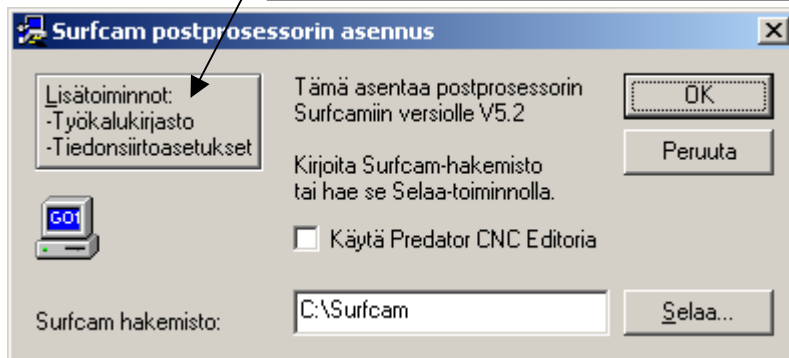 Surfcam postprosessorin asennus
Lisätoiminnot:
-Työkalukirjasto
-Tiedonsiirtoasetukset
Tämä asentaa postprosessorin
Surfcamiin versiolle V5.2
Kirjoita Surfcam-hakemisto
tai hae se Selaa-toiminnolla.
OK
Peruuta
GO1
Käytä Predator CNC Editoria
Surfcam hakemisto:
C:\Surfcam
Selaa...